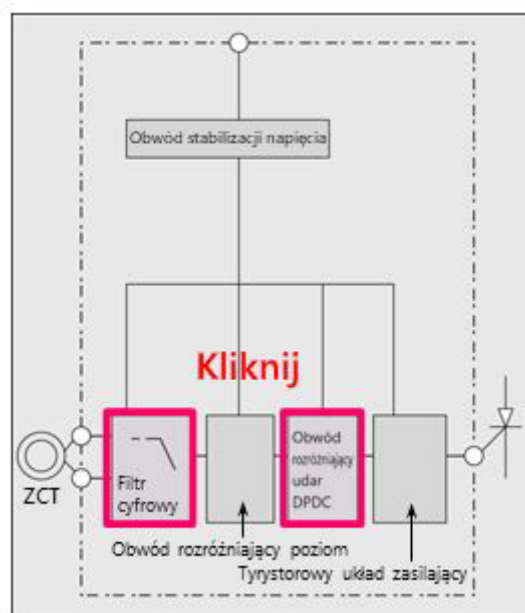 Obwód stabilizacji napięcia
Kliknij
ZCT
Filtr
cyfrowy
Obwód
rozróżniający
udar
DPDC
Obwód rozróżniający poziom
Tyrystorowy układ zasilający